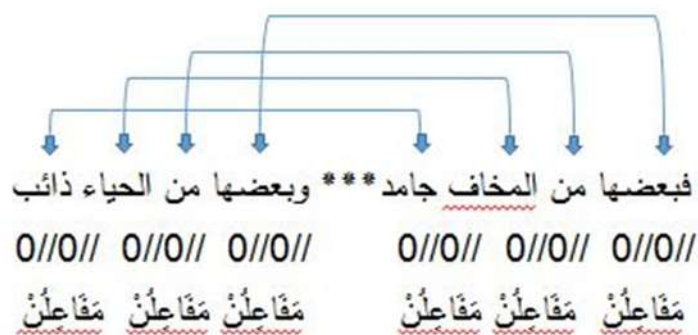 فبعضها من المخاف جامد*** وبعضها من الحياء ذائب
//0//0 //0//0 //0//0 //0//0 //0//0 //0//0
مَفَاعِلُنْ مَفَاعِلُنْ مَفَاعِلُنْ مَفَاعِلُنْ مَفَاعِلُنْ مَفَاعِلُنْ